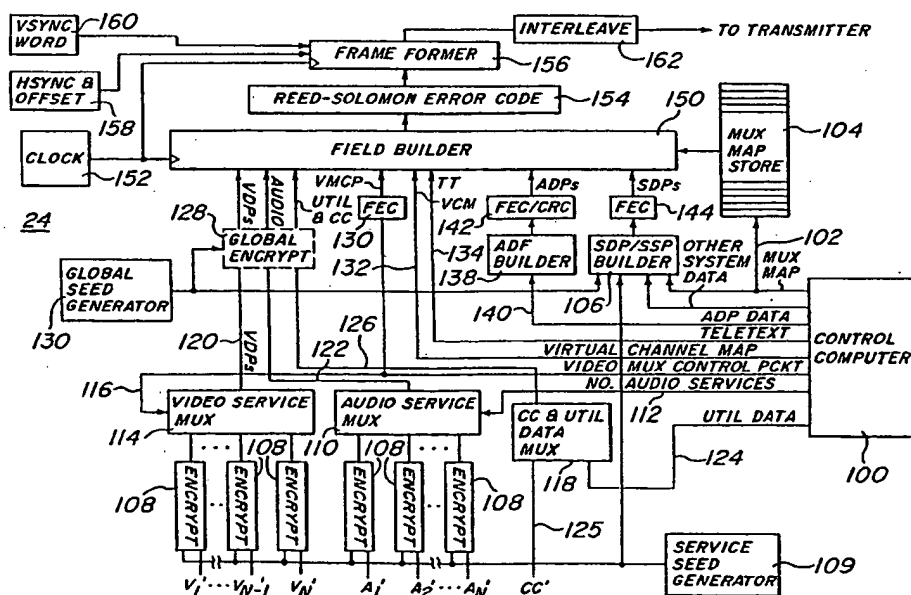 VSYNC
WORD
160
HSYNC &
OFFSET
158
CLOCK
152
24
INTERLEAVE
162
TO TRANSMITTER
FRAME FORMER
156
REED-SOLOMON ERROR CODE
154
150
FIELD BUILDER
MUX
MAP
STORE
104
VDPs
AUDIO
UTIL
& CC
VMCP
VCM
TT
ADPs
SDPs
128
GLOBAL
ENCRYPT
FEC
130
132
134
142
FEC/CRC
FEC
144
ADF
BUILDER
138
SDP/SSP
BUILDER
106
102
GLOBAL
SEED
GENERATOR
130
OTHER
SYSTEM
DATA
MUX
MAP
140
ADP DATA
TELETEXT
VIRTUAL CHANNEL MAP
VIDEO MUX CONTROL PCKT
NO. AUDIO SERVICES
112
UTIL DATA
124
CONTROL
COMPUTER
100
120
VDPs
122
126
116
VIDEO SERVICE
MUX
114
AUDIO SERVICE
MUX
110
CC & UTIL
DATA
MUX
118
108
ENCRYPT
108
ENCRYPT
ENCRYPT
108
ENCRYPT
108
ENCRYPT
ENCRYPT
108
125
V1' ··· VN-1' VN' A1' A2' ··· AN' CC'
SERVICE
SEED
GENERATOR
109